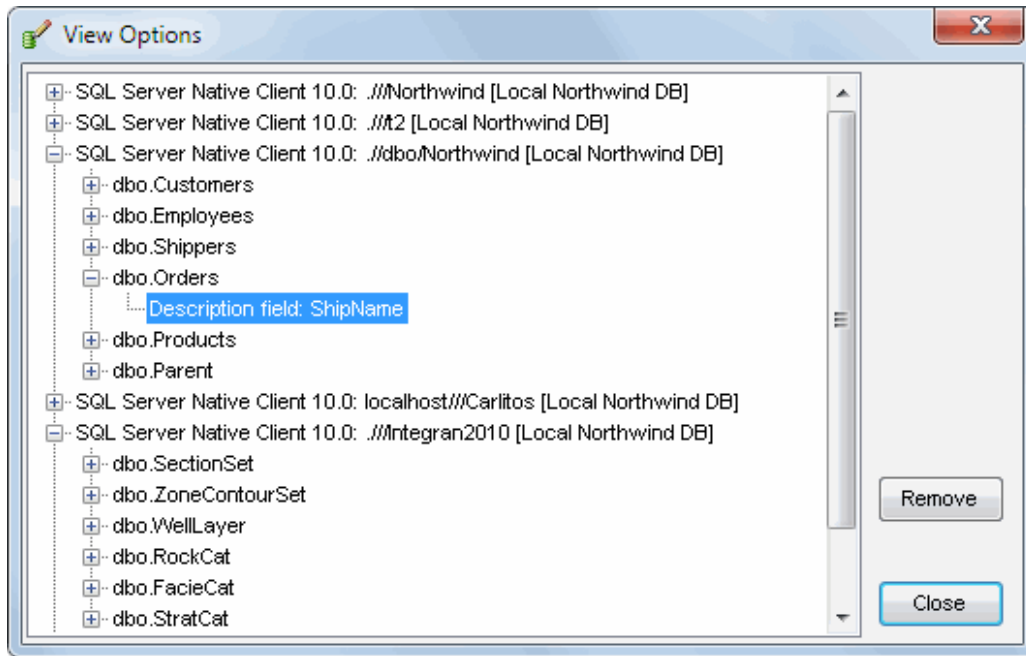 View Options
SQL Server Native Client 10.0: .///Northwind [Local Northwind DB]
SQL Server Native Client 10.0: .///t2 [Local Northwind DB]
SQL Server Native Client 10.0: .//dbo/Northwind [Local Northwind DB]
dbo.Customers
dbo.Employees
dbo.Shippers
dbo.Orders
Description field: ShipName
dbo.Products
dbo.Parent
SQL Server Native Client 10.0: localhost///Carlitos [Local Northwind DB]
SQL Server Native Client 10.0: .///Integran2010 [Local Northwind DB]
dbo.SectionSet
dbo.ZoneContourSet
dbo.WellLayer
dbo.RockCat
dbo.FacieCat
dbo.StratCat
Remove
Close